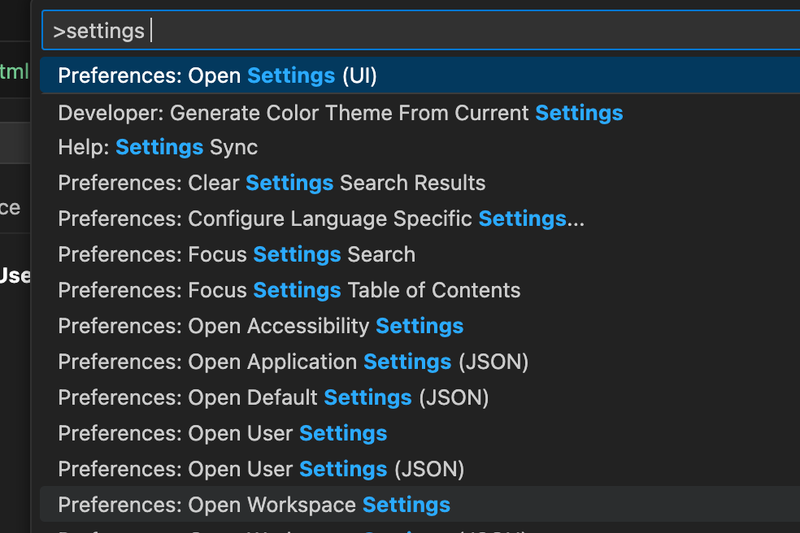 >settings
tml
Preferences: Open Settings (UI)
Developer: Generate Color Theme From Current Settings
Help: Settings Sync
Preferences: Clear Settings Search Results
ce
Preferences: Configure Language Specific Settings...
Preferences: Focus Settings Search
Use
Preferences: Focus Settings Table of Contents
Preferences: Open Accessibility Settings
Preferences: Open Application Settings (JSON)
Preferences: Open Default Settings (JSON)
Preferences: Open User Settings
Preferences: Open User Settings (JSON)
Preferences: Open Workspace Settings